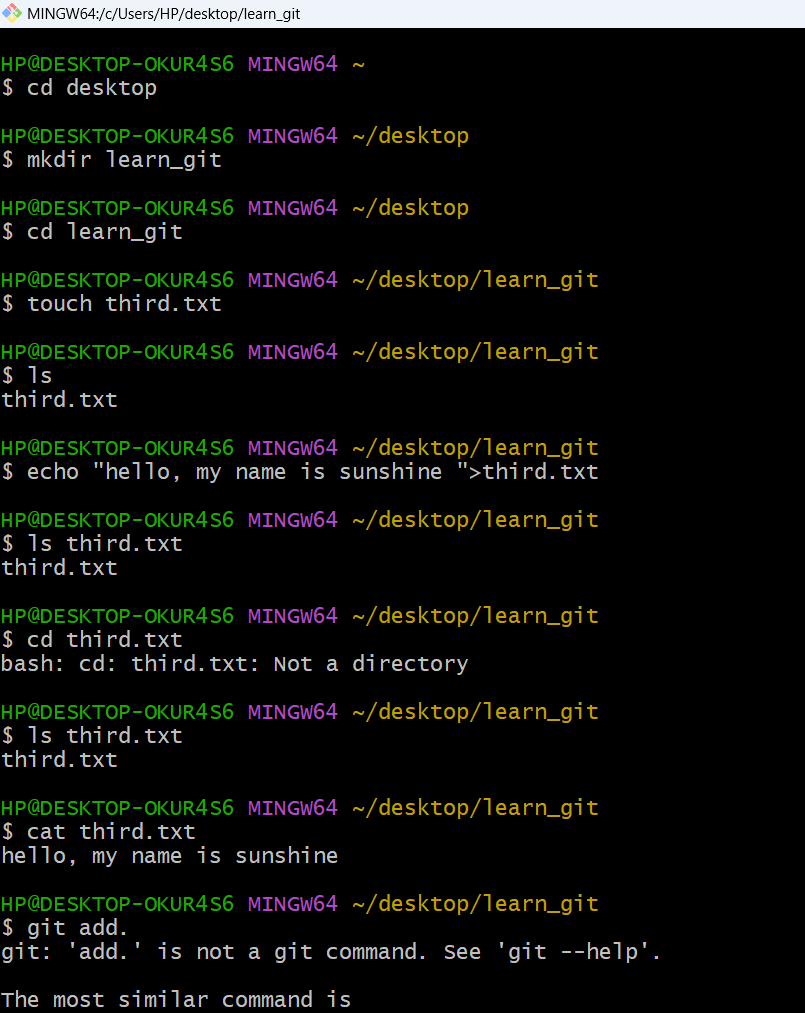 MINGW64:/c/Users/HP/desktop/learn_git
HP@DESKTOP-OKUR4S6 MINGW64 ~
$ cd desktop
HP@DESKTOP-OKUR4S6 MINGW64 ~/desktop
$ mkdir learn_git
HP@DESKTOP-OKUR4S6 MINGW64 ~/desktop
$ cd learn_git
HP@DESKTOP-OKUR4S6 MINGW64 ~/desktop/learn_git
$ touch third.txt
HP@DESKTOP-OKUR4S6 MINGW64 ~/desktop/learn_git
$ ls
third.txt
HP@DESKTOP-OKUR4S6 MINGW64 ~/desktop/learn_git
$ echo "hello, my name is sunshine ">third.txt
HP@DESKTOP-OKUR4S6 MINGW64 ~/desktop/learn_git
$ ls third.txt
third.txt
HP@DESKTOP-OKUR4S6 MINGW64 ~/desktop/learn_git
$ cd third.txt
bash: cd: third.txt: Not a directory
HP@DESKTOP-OKUR4S6 MINGW64 ~/desktop/learn_git
$ ls third.txt
third.txt
HP@DESKTOP-OKUR4S6 MINGW64 ~/desktop/learn_git
$ cat third.txt
hello, my name is sunshine
HP@DESKTOP-OKUR4S6 MINGW64 ~/desktop/learn_git
$ git add.
git: 'add.' is not a git command. See 'git --help'.
The most similar command is